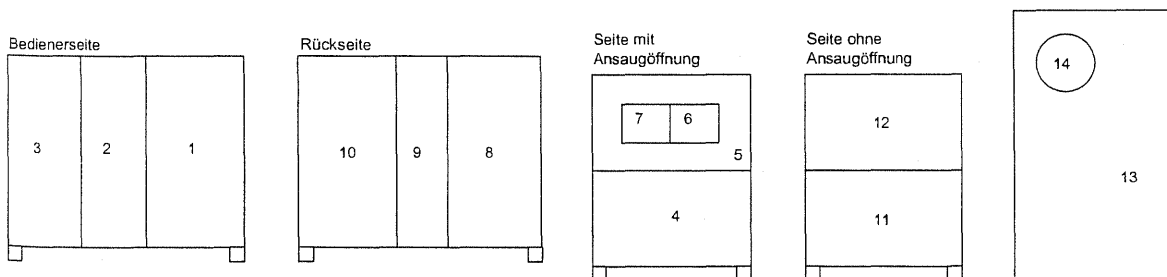 Bedienerseite
3 2 1
Rückseite
10 9 8
Seite mit
Ansaugöffnung
7 6
5
4
Seite ohne
Ansaugöffnung
12
11
14
13